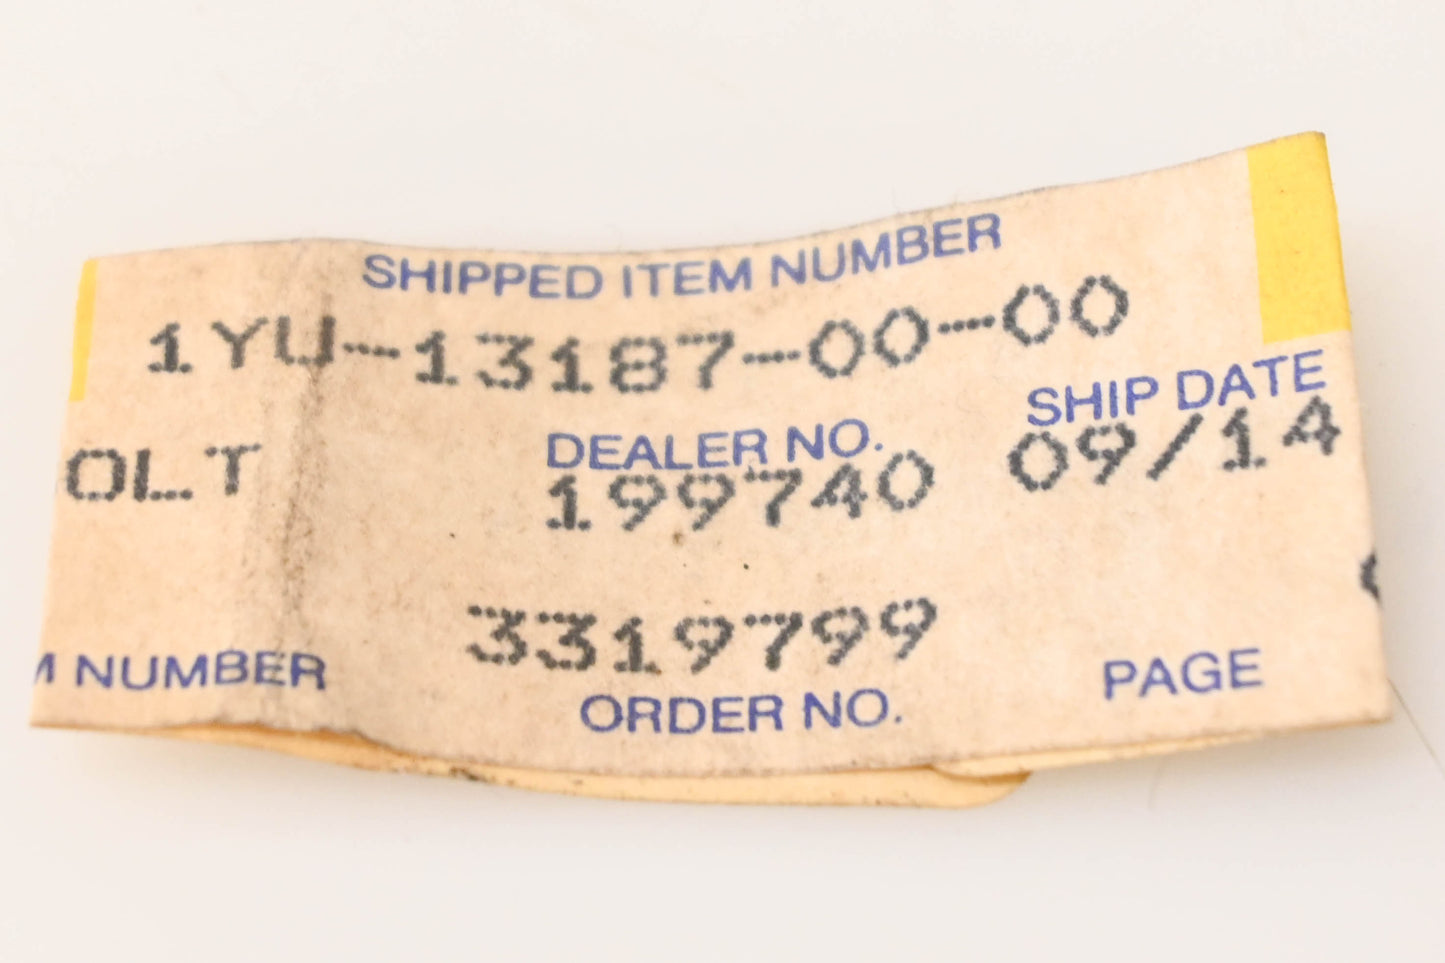 SHIPPED ITEM NUMBER
1YU-13187-00-00
SHIP DATE
DEALER NO.
OLT 199740 09/14
3319799
M NUMBER ORDER NO. PAGE